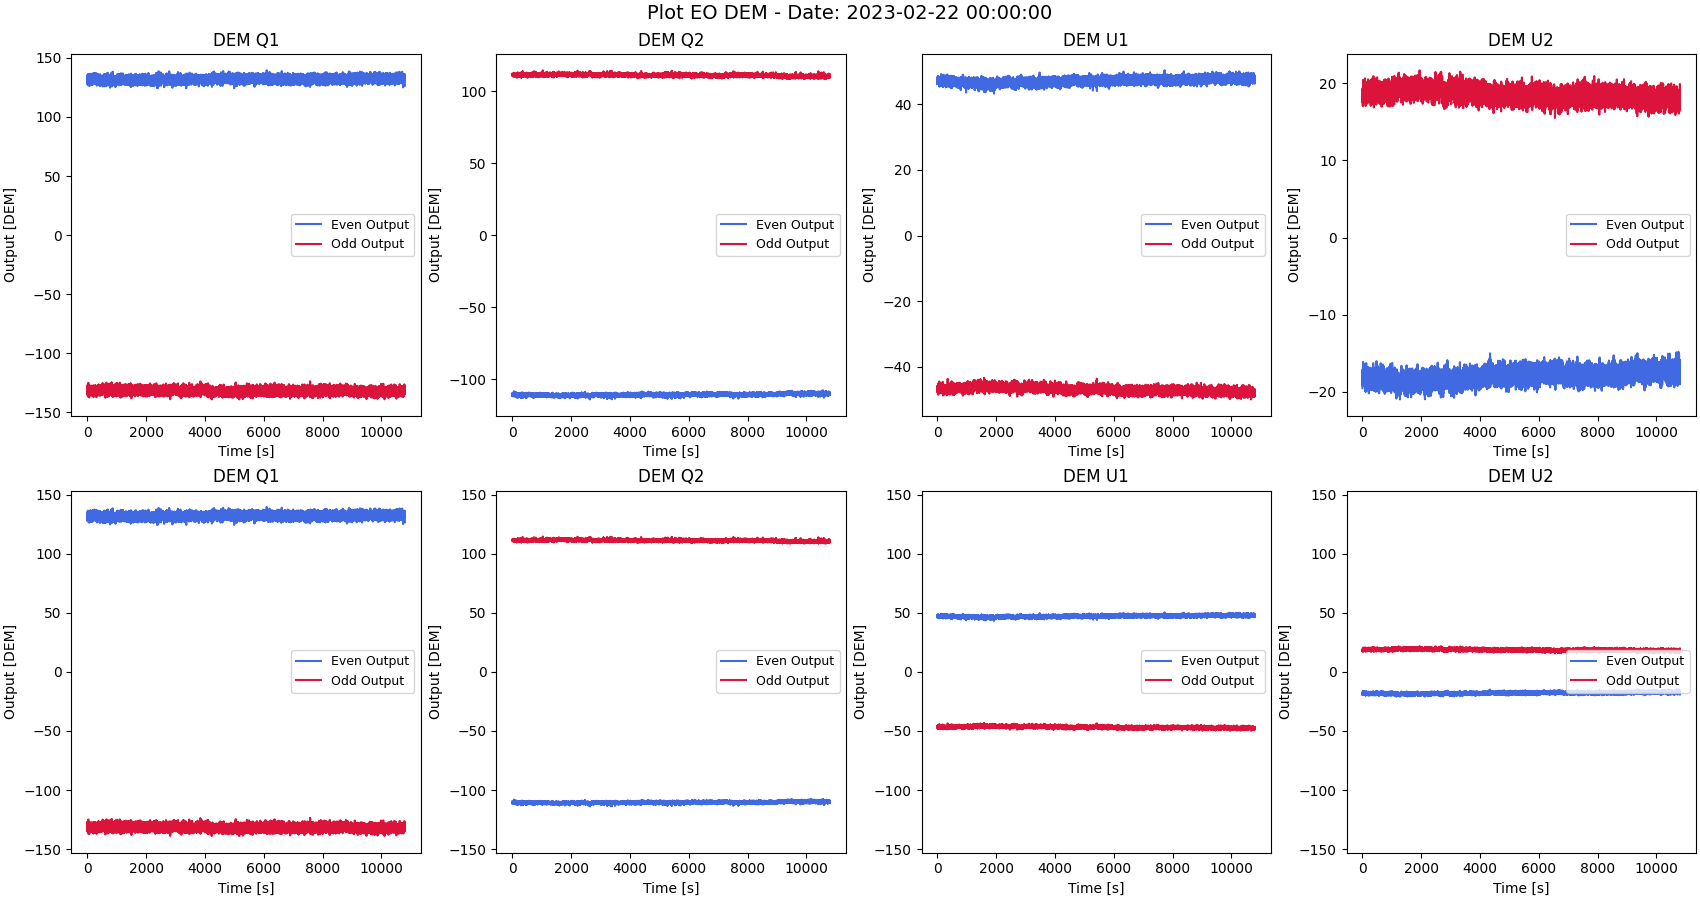 Plot EO DEM - Date: 2023-02-22 00:00:00
DEM Q1
Output [DEM]
150
100
50
0
−50
−100
−150
Even Output
Odd Output
0 2000 4000 6000 8000 10000
Time [s]
DEM Q2
Output [DEM]
100
50
0
−50
−100
Even Output
Odd Output
0 2000 4000 6000 8000 10000
Time [s]
DEM U1
Output [DEM]
40
20
0
−20
−40
Even Output
Odd Output
0 2000 4000 6000 8000 10000
Time [s]
DEM U2
Output [DEM]
20
10
0
−10
−20
Even Output
Odd Output
0 2000 4000 6000 8000 10000
Time [s]
DEM Q1
Output [DEM]
150
100
50
0
−50
−100
−150
Even Output
Odd Output
0 2000 4000 6000 8000 10000
Time [s]
DEM Q2
Output [DEM]
150
100
50
0
−50
−100
−150
Even Output
Odd Output
0 2000 4000 6000 8000 10000
Time [s]
DEM U1
Output [DEM]
150
100
50
0
−50
−100
−150
Even Output
Odd Output
0 2000 4000 6000 8000 10000
Time [s]
DEM U2
Output [DEM]
150
100
50
0
−50
−100
−150
Even Output
Odd Output
0 2000 4000 6000 8000 10000
Time [s]